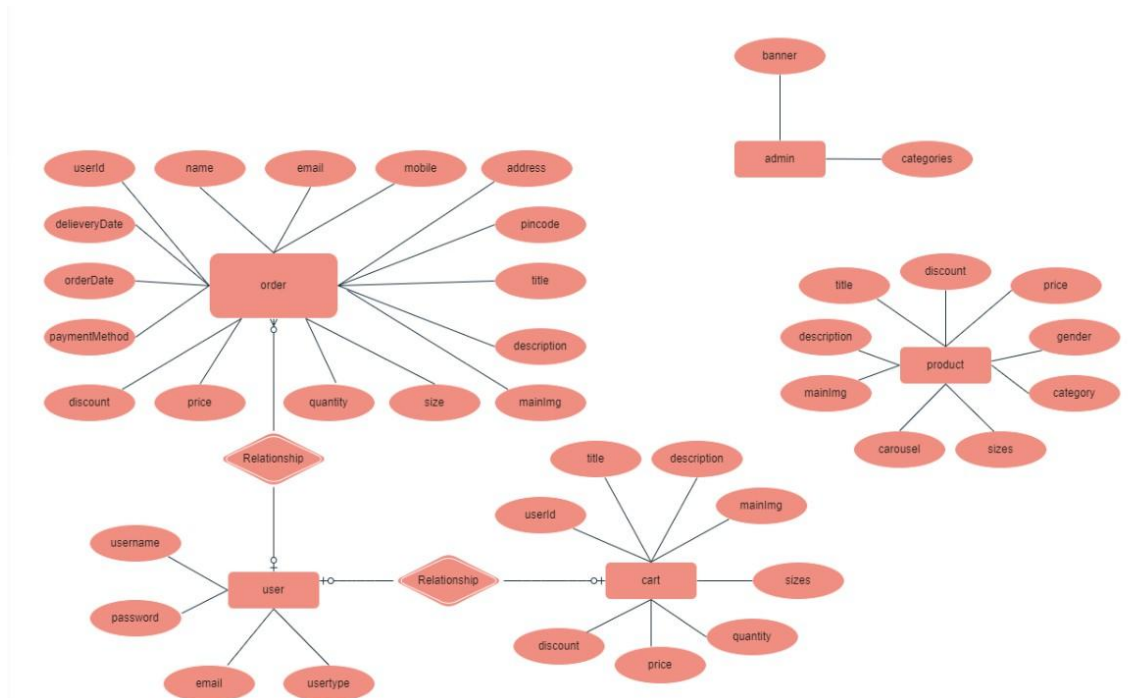 banner
admin
categories
userId
name
email
mobile
address
delieveryDate
pincode
orderDate
order
title
paymentMethod
description
discount
price
quantity
size
mainImg
discount
title
price
description
gender
product
mainImg
category
carousel
sizes
Relationship
title
description
userId
mainImg
username
user
Relationship
cart
sizes
password
quantity
discount
price
email
usertype